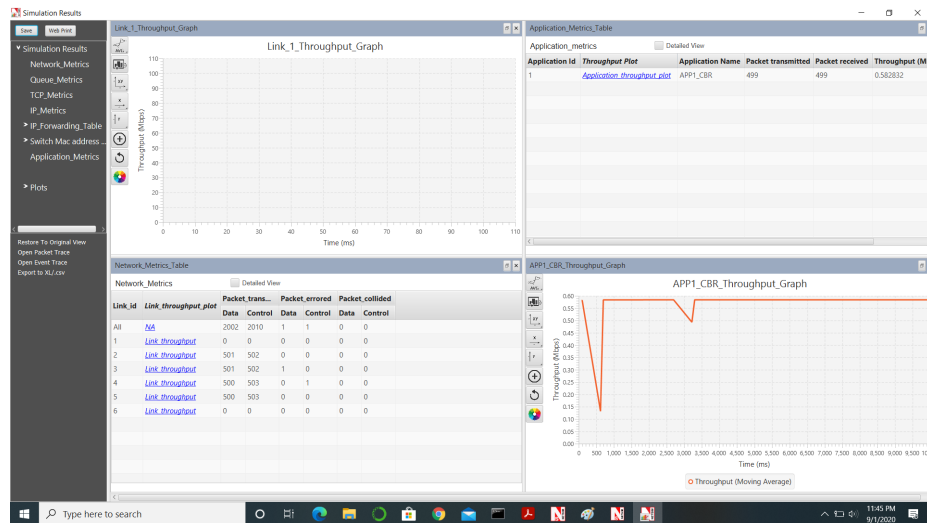 Simulation Results
Save Web Print
Simulation Results
Network_Metrics
Queue_Metrics
TCP_Metrics
IP_Metrics
IP_Forwarding_Table
Switch Mac address ...
Application_Metrics
Plots
Restore To Original View
Open Packet Trace
Open Event Trace
Export to XL/.csv
Link_1_Throughput_Graph
Link_1_Throughput_Graph
Throughput (Mbps)
110
100
90
80
70
60
50
40
30
20
10
0
0 10 20 30 40 50 60 70 80 90 100 110
Time (ms)
Application_Metrics_Table
Application_metrics Detailed View
Application Id Throughput Plot Application Name Packet transmitted Packet received Throughput (M
1 Application_throughput_plot APP1_CBR 499 499 0.582832
Network_Metrics_Table
Network_Metrics Detailed View
Link_id Link_throughput_plot Packet_trans... Packet_errored Packet_collided
Data Control Data Control Data Control
All NA 2002 2010 1 1 0 0
1 Link_throughput 0 0 0 0 0 0
2 Link_throughput 501 502 0 0 0 0
3 Link_throughput 501 502 1 0 0 0
4 Link_throughput 500 503 0 1 0 0
5 Link_throughput 500 503 0 0 0 0
6 Link_throughput 0 0 0 0 0 0
APP1_CBR_Throughput_Graph
APP1_CBR_Throughput_Graph
Throughput (Mbps)
0.60
0.55
0.50
0.45
0.40
0.35
0.30
0.25
0.20
0.15
0.10
0.05
0.00
0 500 1,000 1,500 2,000 2,500 3,000 3,500 4,000 4,500 5,000 5,500 6,000 6,500 7,000 7,500 8,000 8,500 9,000 9,500 10
Time (ms)
Throughput (Moving Average)
Type here to search
11:45 PM
9/1/2020